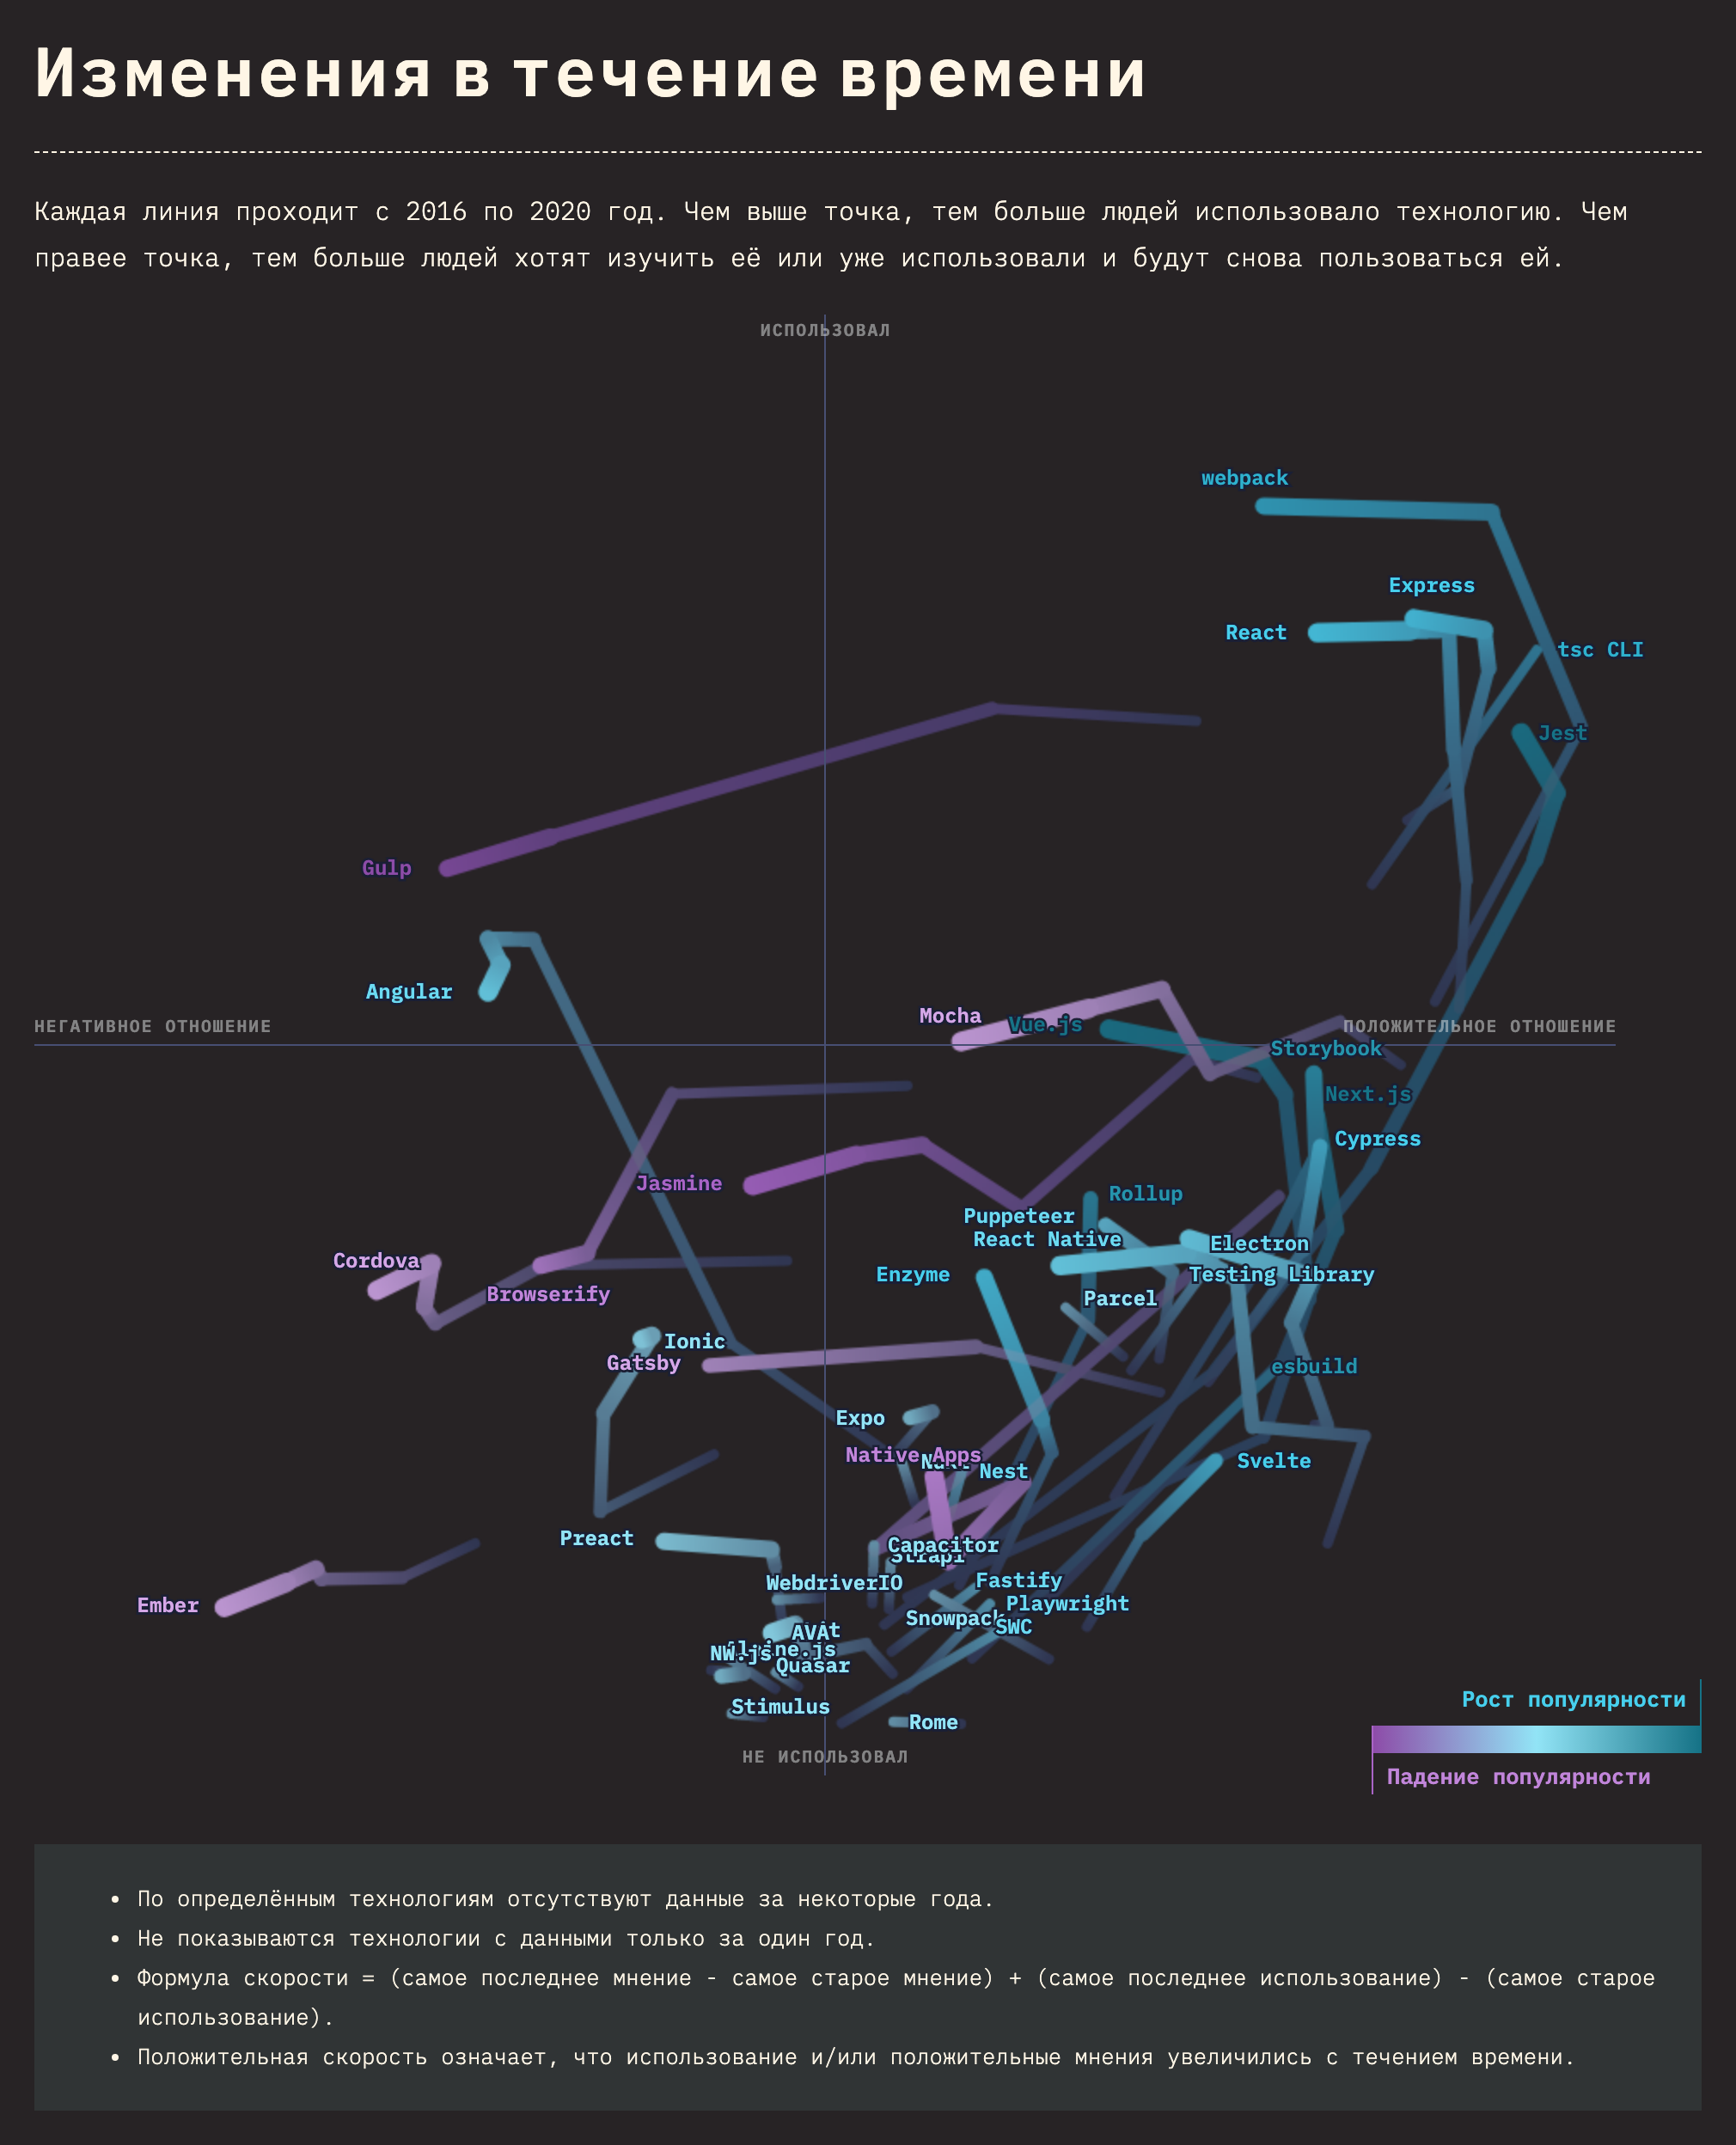 Изменения в течение времени
Каждая линия проходит с 2016 по 2020 год. Чем выше точка, тем больше людей использовало технологию. Чем
правее точка, тем больше людей хотят изучить её или уже использовали и будут снова пользоваться ей.
ИСПОЛЬЗОВАЛ
webpack
Express
React
tsc CLI
Jest
Gulp
Angular
Mocha
Vue.js
НЕГАТИВНОЕ ОТНОШЕНИЕ
ПОЛОЖИТЕЛЬНОЕ ОТНОШЕНИЕ
Storybook
Next.js
Cypress
Jasmine
Rollup
Puppeteer
React Native
Electron
Cordova
Enzyme
Testing Library
Browserify
Parcel
Ionic
Gatsby
esbuild
Expo
Native Apps
Svelte
Nest
Preact
Capacitor
Strapi
WebdriverIO
Fastify
Ember
Playwright
Snowpack
SWC
AVA
NW.js
Quasar
Stimulus
Rome
Рост популярности
НЕ ИСПОЛЬЗОВАЛ
Падение популярности
По определённым технологиям отсутствуют данные за некоторые года.
Не показываются технологии с данными только за один год.
Формула скорости = (самое последнее мнение - самое старое мнение) + (самое последнее использование) - (самое старое
использование).
Положительная скорость означает, что использование и/или положительные мнения увеличились с течением времени.